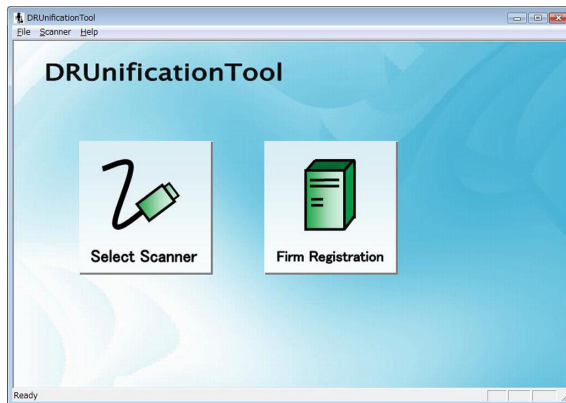 DRUnificationTool
File Scanner Help
DRUnificationTool
Select Scanner
Firm Registration
Ready